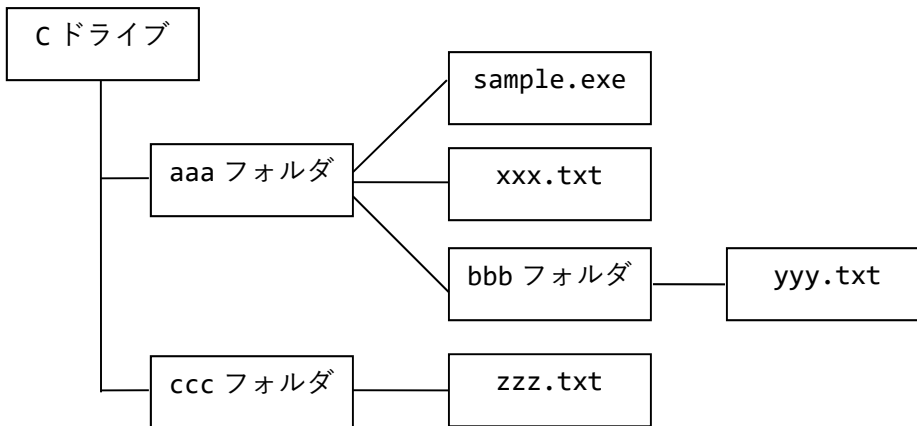 C ドライブ
sample.exe
aaa フォルダ
xxx.txt
bbb フォルダ
yyy.txt
ccc フォルダ
zzz.txt